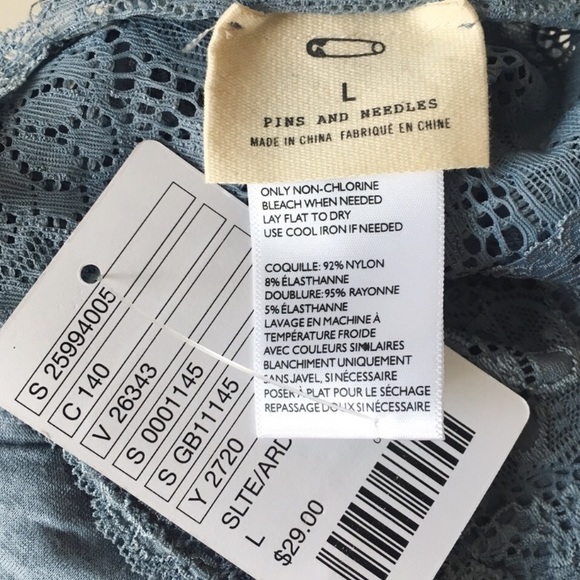 L
PINS AND NEEDLES
MADE IN CHINA FABRIQUÉ EN CHINE
ONLY NON-CHLORINE
BLEACH WHEN NEEDED
LAY FLAT TO DRY
USE COOL IRON IF NEEDED
COQUILLE: 92% NYLON
8% ÉLASTHANNE
DOUBLURE: 95% RAYONNE
5% ÉLASTHANNE
LAVAGE EN MACHINE À
TEMPÉRATURE FROIDE
AVEC COULEURS SIMILAIRES
BLANCHIMENT UNIQUEMENT
SANS JAVEL, SI NÉCESSAIRE
POSER À PLAT POUR LE SÉCHAGE
REPASSAGE DOUX SI NÉCESSAIRE
S 25994005
C 140
V 26343
S 0001145
S GB11145
Y 2720
SLTE/ARD
L
$29.00